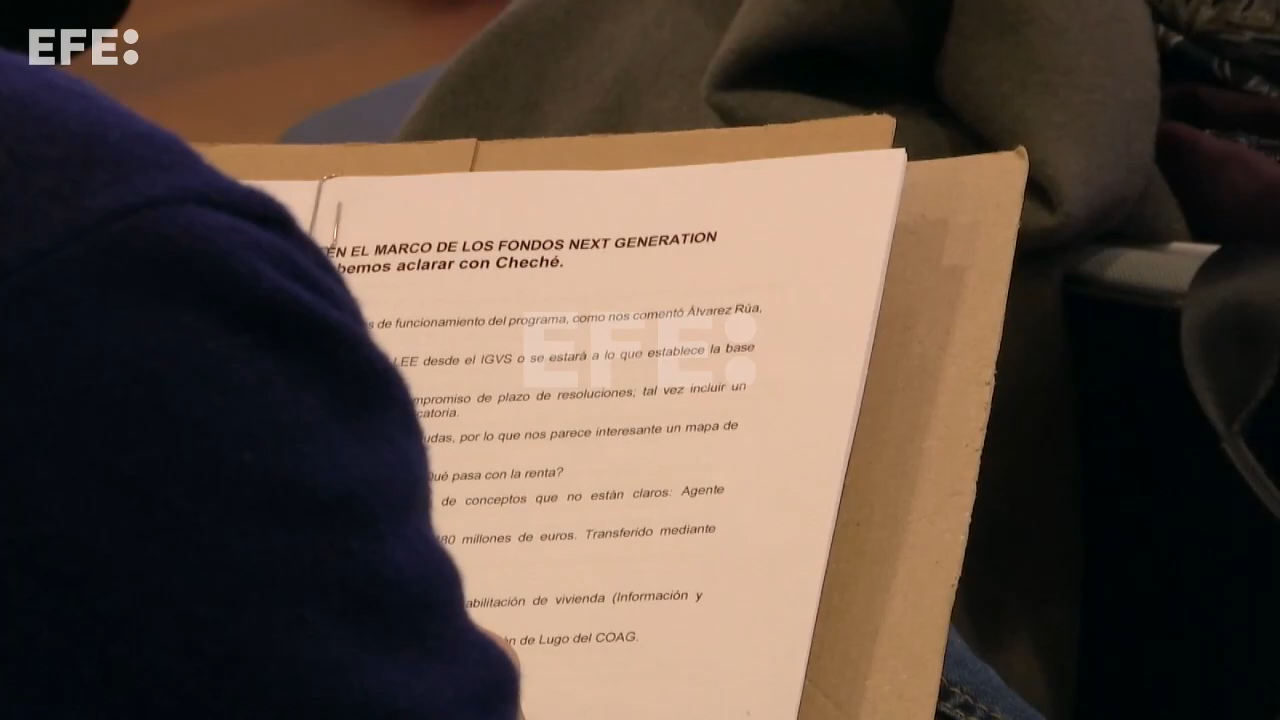 EFE:
EN EL MARCO DE LOS FONDOS NEXT GENERATION
bemos aclarar con Cheché.
s de funcionamiento del programa, como nos comentó Álvarez Rúa,
EFE:
LEE desde el IGVS o se estará a lo que establece la base
mpromiso de plazo de resoluciones; tal vez incluir un
catoria.
udas, por lo que nos parece interesante un mapa de
Qué pasa con la renta?
de conceptos que no están claros: Agente
80 millones de euros. Transferido mediante
abilitación de vivienda (Información y
de Lugo del COAG.